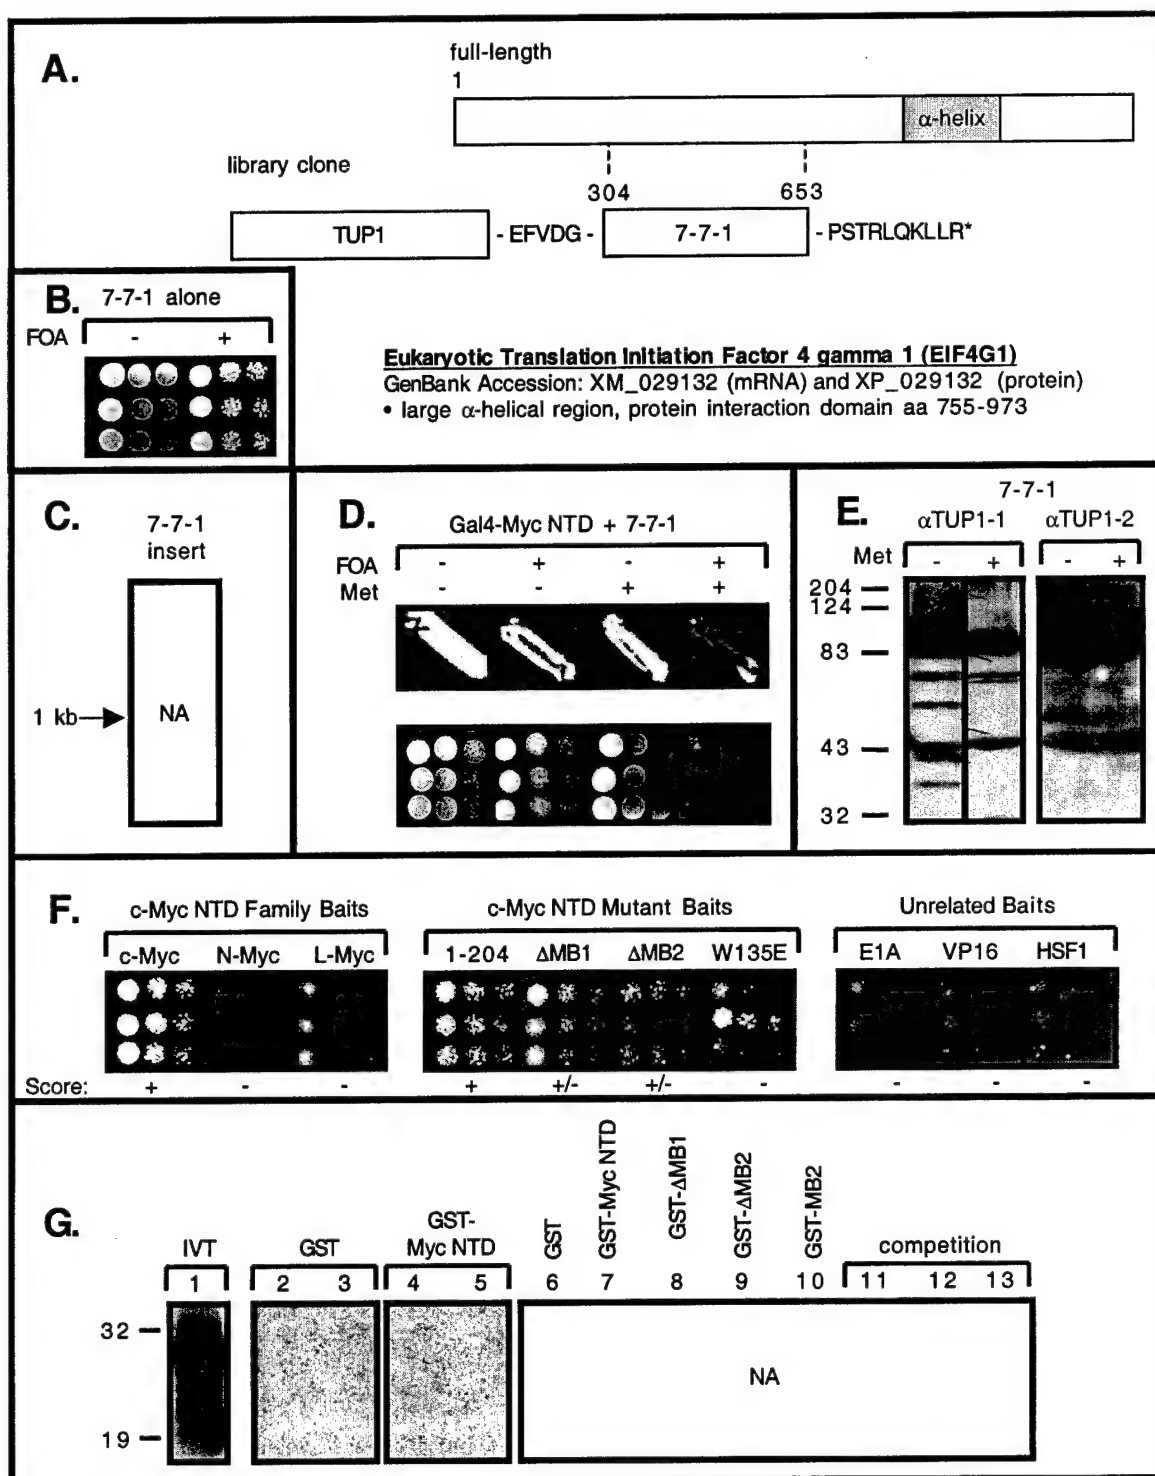 A.
full-length
1
α-helix
library clone
304 653
TUP1 - EFVDG - 7-7-1 - PSTRLQKLLR*
B. 7-7-1 alone
FOA - +
Eukaryotic Translation Initiation Factor 4 gamma 1 (EIF4G1)
GenBank Accession: XM_029132 (mRNA) and XP_029132 (protein)
• large α-helical region, protein interaction domain aa 755-973
C.
7-7-1
insert
1 kb
NA
D.
Gal4-Myc NTD + 7-7-1
FOA - + - +
Met - - + +
E.
7-7-1
αTUP1-1 αTUP1-2
Met - + - +
204
124
83
43
32
F.
c-Myc NTD Family Baits c-Myc NTD Mutant Baits Unrelated Baits
c-Myc N-Myc L-Myc 1-204 ΔMB1 ΔMB2 W135E E1A VP16 HSF1
Score: + - - + +/- +/- - - - -
G.
IVT GST GST-
Myc NTD
GST
GST-Myc NTD
GST-ΔMB1
GST-ΔMB2
GST-MB2
competition
1 2 3 4 5 6 7 8 9 10 11 12 13
32
19
NA